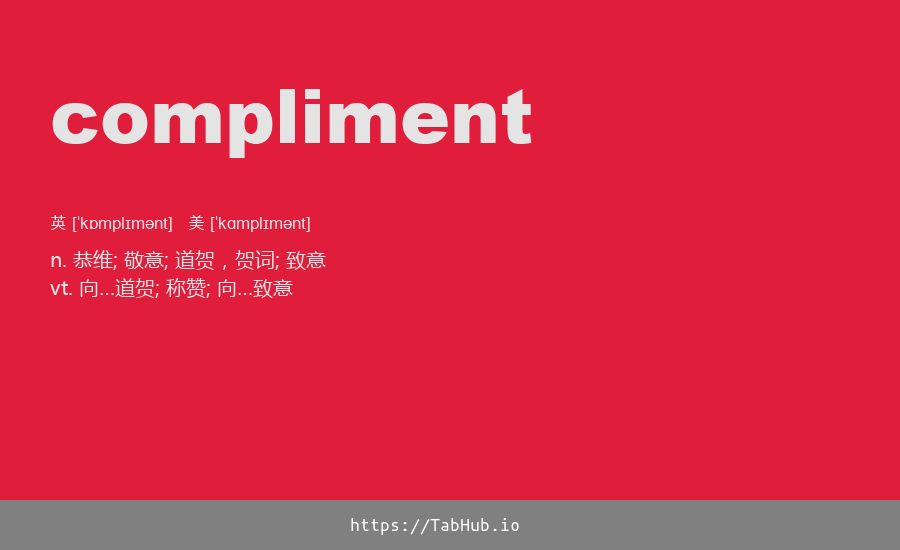 compliment
英 [ˈkɒmplɪmənt] 美 [ˈkɑmplɪmənt]
n. 恭维; 敬意; 道贺，贺词; 致意
vt. 向…道贺; 称赞; 向…致意
https://TabHub.io